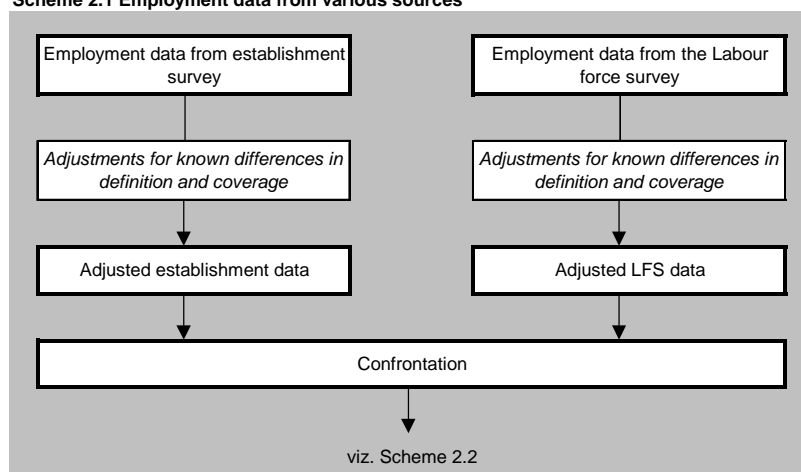 Scheme 2.1 Employment data from various sources
Employment data from establishment
survey
Employment data from the Labour
force survey
Adjustments for known differences in
definition and coverage
Adjustments for known differences in
definition and coverage
Adjusted establishment data
Adjusted LFS data
Confrontation
viz. Scheme 2.2